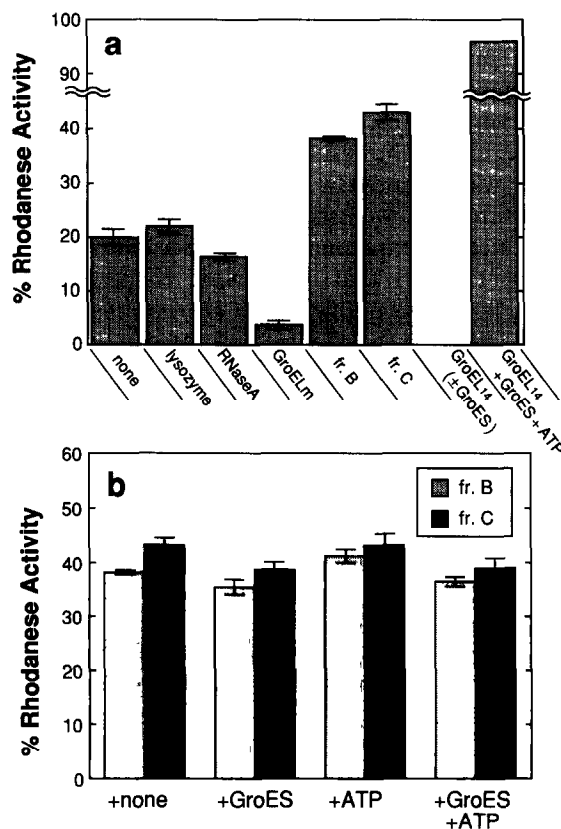 a
% Rhodanese Activity
100
90
40
30
20
10
0
none
lysozyme
RNaseA
GroELm
fr. B
fr. C
GroEL14
(±GroES)
GroEL14
+GroES+ATP
b
% Rhodanese Activity
60
50
40
30
20
10
0
fr. B
fr. C
+none
+GroES
+ATP
+GroES
+ATP